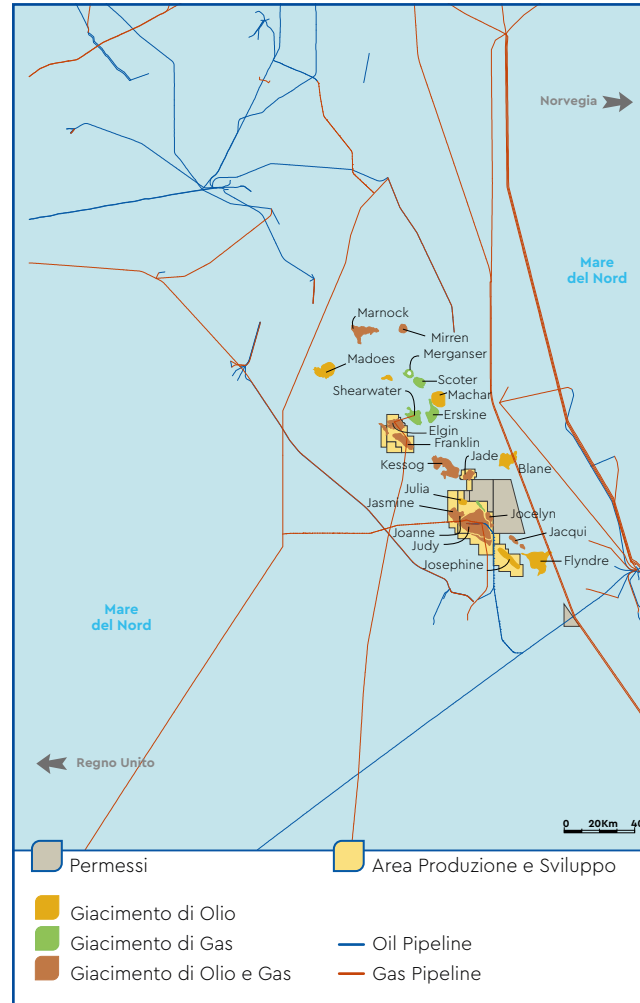 Norvegia
Mare
del Nord
Marnock
Mirren
Merganser
Madoes
Scoter
Shearwater
Machar
Erskine
Elgin
Franklin
Jade
Kessog
Blane
Julia
Jasmine
Jocelyn
Joanne
Jacqui
Judy
Josephine
Flyndre
Mare
del Nord
Regno Unito
0 20Km 40
Permessi
Area Produzione e Sviluppo
Giacimento di Olio
Giacimento di Gas
Oil Pipeline
Giacimento di Olio e Gas
Gas Pipeline